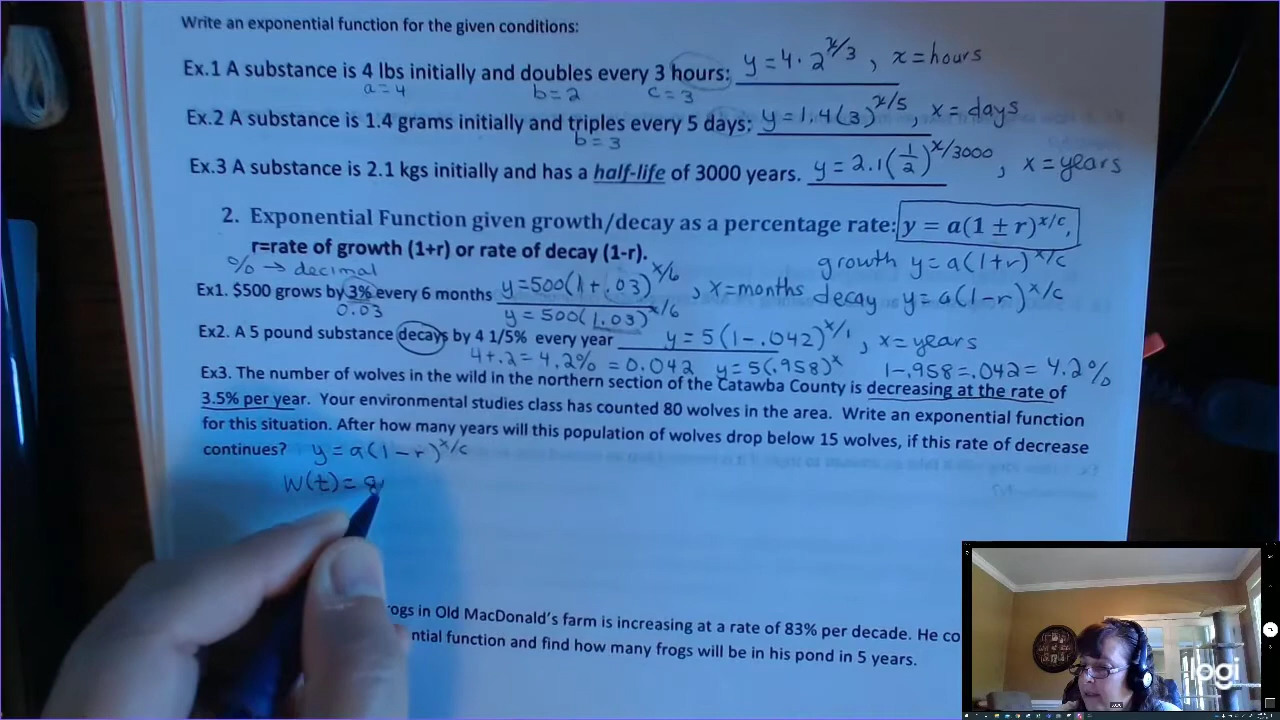 Write an exponential function for the given conditions:
Ex.1 A substance is 4 lbs initially and doubles every 3 hours: y = 4 · 2^x/3, x = hours
a = 4 b = 2 c = 3
Ex.2 A substance is 1.4 grams initially and triples every 5 days: y = 1.4(3)^x/5, x = days
b = 3
Ex.3 A substance is 2.1 kgs initially and has a half-life of 3000 years. y = 2.1(1/2)^x/3000, x = years
2. Exponential Function given growth/decay as a percentage rate: y = a(1 ± r)^x/c,
r=rate of growth (1+r) or rate of decay (1-r).
% → decimal growth y = a(1+r)^x/c
Ex1. $500 grows by 3% every 6 months y=500(1+.03)^x/6, x=months decay y = a(1-r)^x/c
0.03 y = 500(1.03)^x/6
Ex2. A 5 pound substance decays by 4 1/5% every year y = 5(1-.042)^x/1, x=years
4+.2 = 4.2% = 0.042 y=5(.958)^x 1-.958=.042=4.2%
Ex3. The number of wolves in the wild in the northern section of the Catawba County is decreasing at the rate of
3.5% per year. Your environmental studies class has counted 80 wolves in the area. Write an exponential function
for this situation. After how many years will this population of wolves drop below 15 wolves, if this rate of decrease
continues? y = a(1-r)^x/c
W(t) = 8
rogs in Old MacDonald's farm is increasing at a rate of 83% per decade. He co
ntial function and find how many frogs will be in his pond in 5 years.
logi